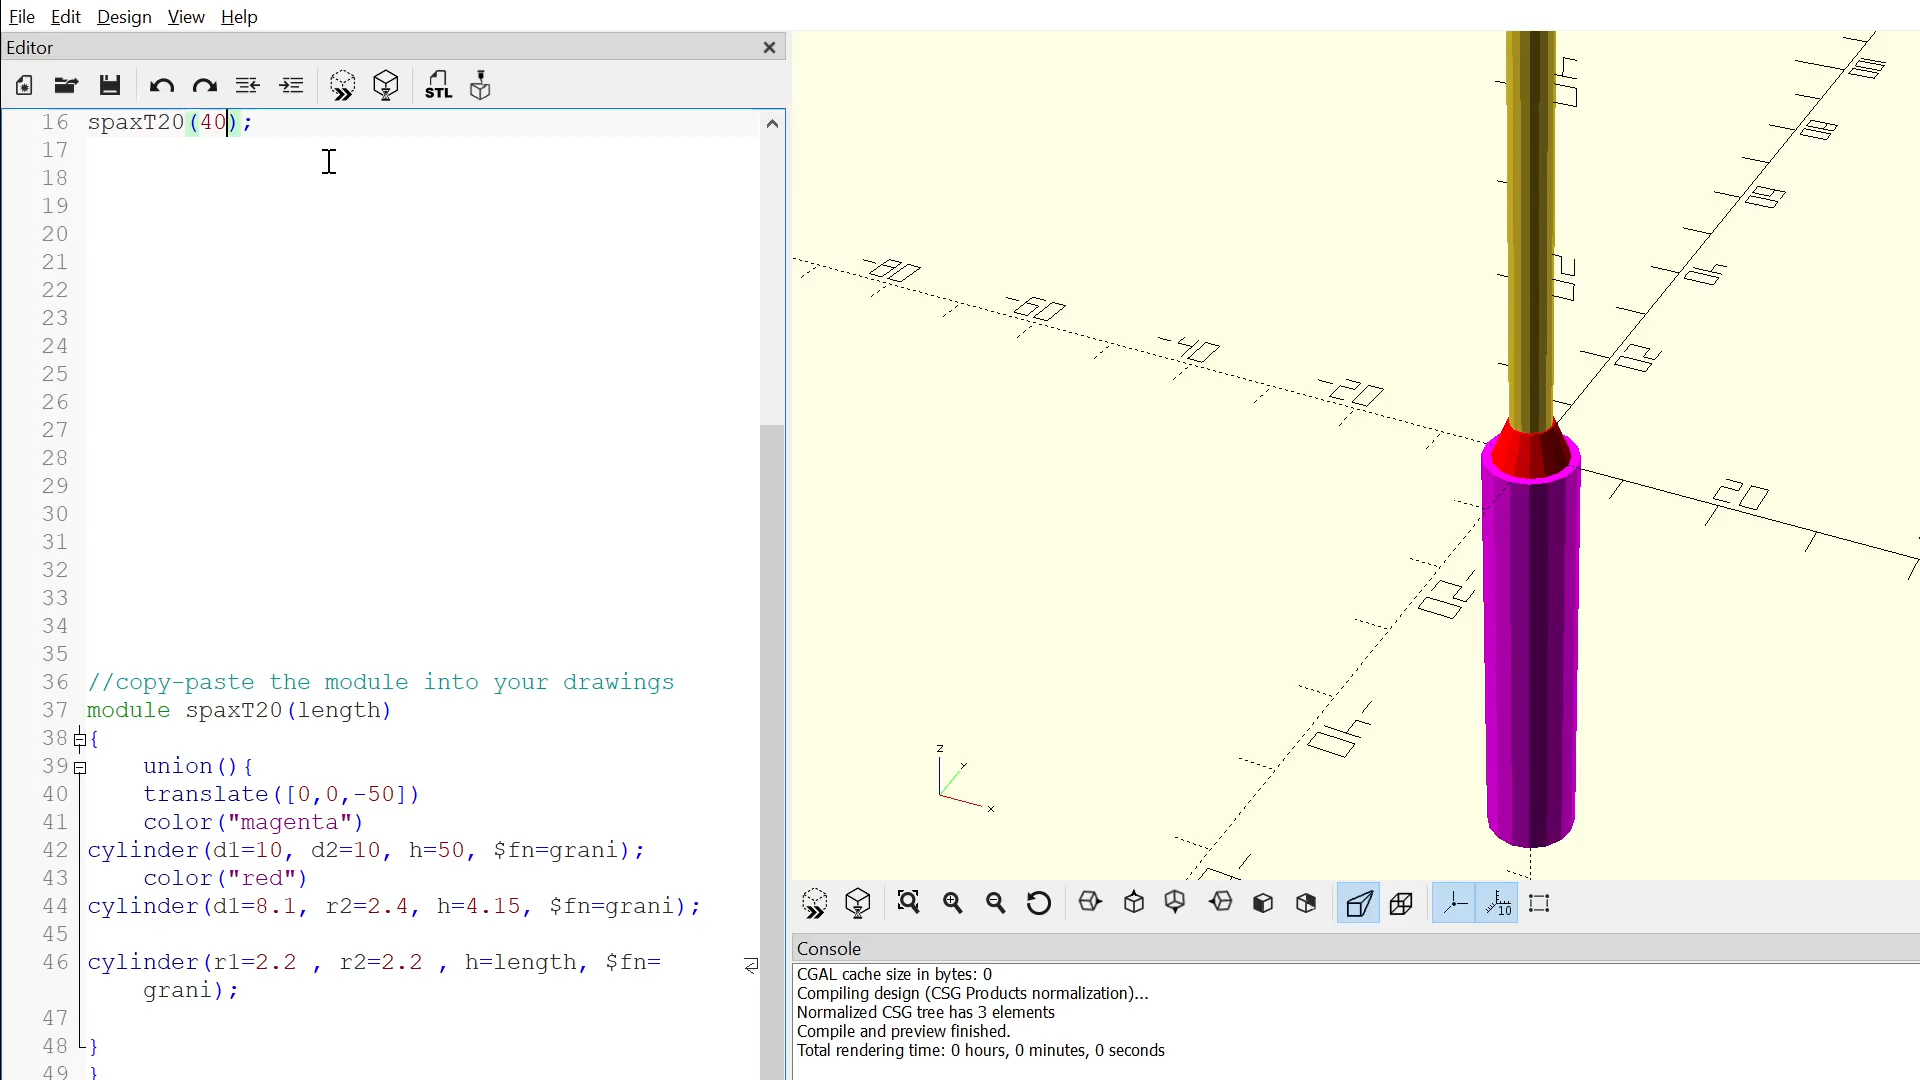 File Edit Design View Help
Editor
STL
16 spaxT20(40);
17
18
19
20
21
22
23
24
25
26
27
28
29
30
31
32
33
34
35
36 //copy-paste the module into your drawings
37 module spaxT20(length)
38 {
39 union(){
40 translate([0,0,-50])
41 color("magenta")
42 cylinder(d1=10, d2=10, h=50, $fn=grani);
43 color("red")
44 cylinder(d1=8.1, r2=2.4, h=4.15, $fn=grani);
45
46 cylinder(r1=2.2 , r2=2.2 , h=length, $fn=
grani);
47
48 }
49 }
-80
-60
-40
-20
20
z
y
x
10
Console
CGAL cache size in bytes: 0
Compiling design (CSG Products normalization)...
Normalized CSG tree has 3 elements
Compile and preview finished.
Total rendering time: 0 hours, 0 minutes, 0 seconds